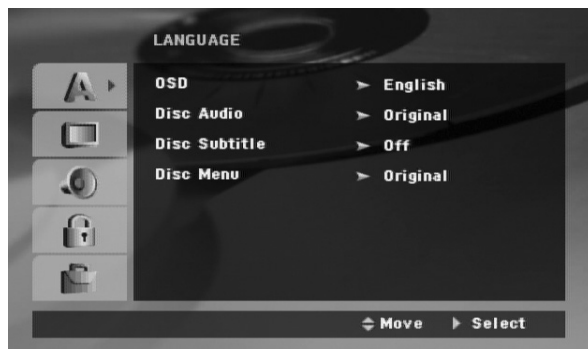 LANGUAGE
A
OSD ➤ English
Disc Audio ➤ Original
Disc Subtitle ➤ Off
Disc Menu ➤ Original
Move Select